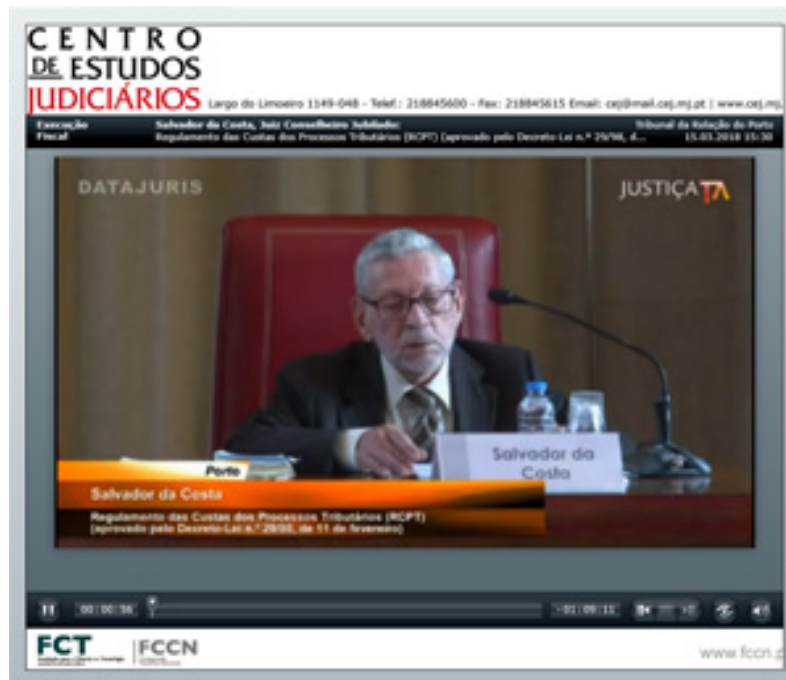 CENTRO
DE ESTUDOS
JUDICIÁRIOS Largo do Limoeiro 1149-048 - Telef.: 218845600 - Fax: 218845615 Email: cej@mail.cej.mj.pt | www.cej.mj.
Execução Fiscal
Salvador da Costa, Juiz Conselheiro Jubilado:
Regulamento das Custas dos Processos Tributários (RCPT) (aprovado pelo Decreto-Lei n.º 29/98, d...
Tribunal da Relação do Porto
15.03.2018 15:30
DATAJURIS
JUSTIÇA TV
Salvador da
Costa
Porto
Salvador da Costa
Regulamento das Custas dos Processos Tributários (RCPT)
(aprovado pelo Decreto-Lei n.º 29/98, de 11 de fevereiro)
00:00:36
-01:09:11
FCT
FCCN
www.fccn.p